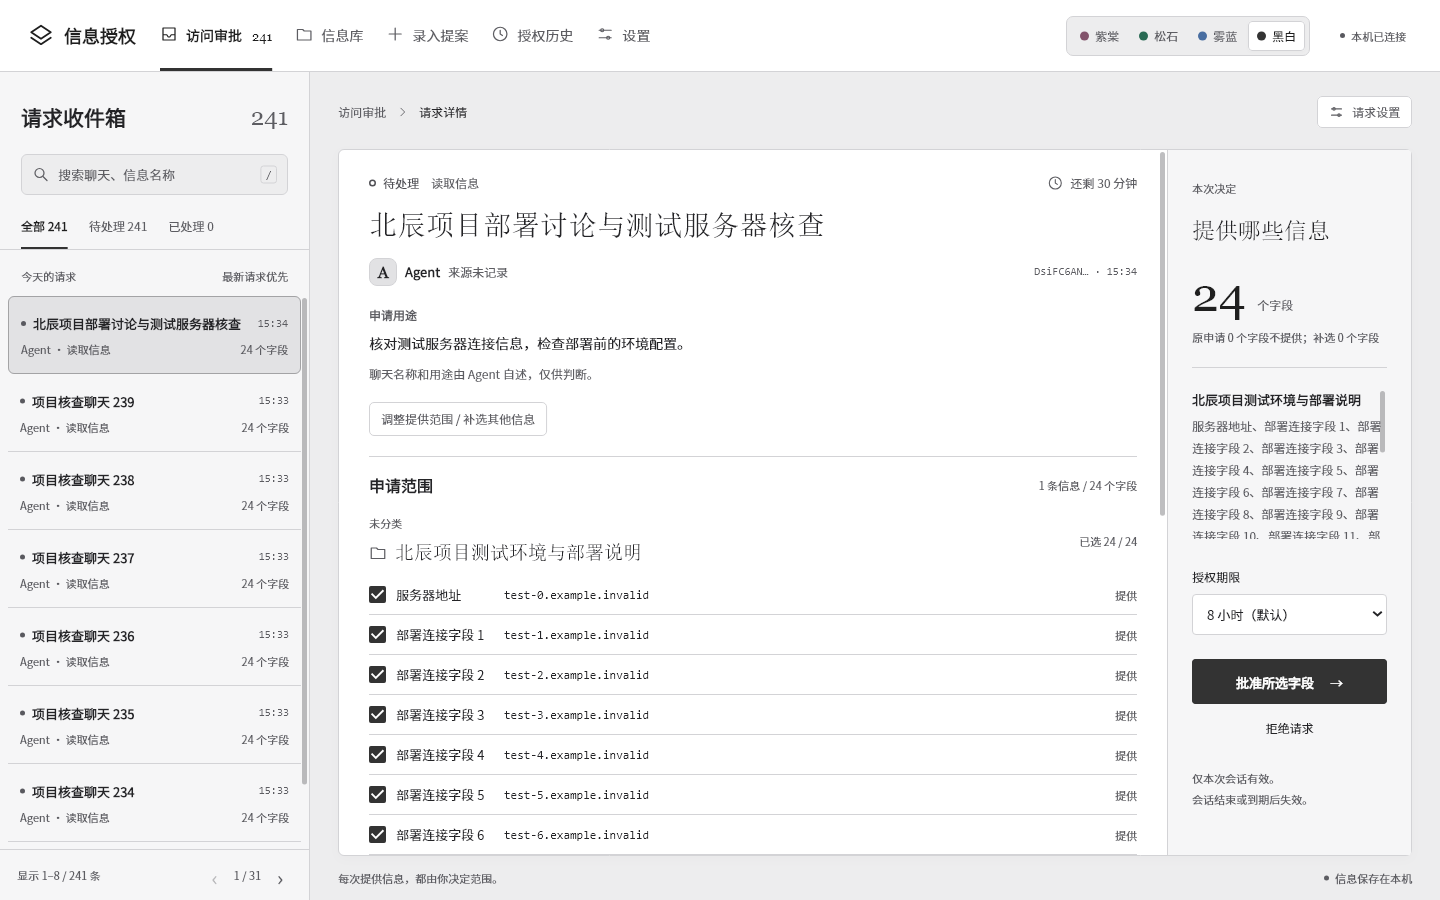 信息授权
访问审批 241
信息库
录入提案
授权历史
设置
紫棠
松石
雾蓝
黑白
本机已连接
请求收件箱 241
搜索聊天、信息名称 /
全部 241 待处理 241 已处理 0
今天的请求 最新请求优先
北辰项目部署讨论与测试服务器核查 15:34
Agent · 读取信息 24 个字段
项目核查聊天 239 15:33
Agent · 读取信息 24 个字段
项目核查聊天 238 15:33
Agent · 读取信息 24 个字段
项目核查聊天 237 15:33
Agent · 读取信息 24 个字段
项目核查聊天 236 15:33
Agent · 读取信息 24 个字段
项目核查聊天 235 15:33
Agent · 读取信息 24 个字段
项目核查聊天 234 15:33
Agent · 读取信息 24 个字段
显示 1–8 / 241 条 ‹ 1 / 31 ›
访问审批 > 请求详情
请求设置
待处理 读取信息 还剩 30 分钟
北辰项目部署讨论与测试服务器核查
A Agent 来源未记录 DsiFC6AN… · 15:34
申请用途
核对测试服务器连接信息，检查部署前的环境配置。
聊天名称和用途由 Agent 自述，仅供判断。
调整提供范围 / 补选其他信息
申请范围 1 条信息 / 24 个字段
未分类
北辰项目测试环境与部署说明 已选 24 / 24
服务器地址 test-0.example.invalid 提供
部署连接字段 1 test-1.example.invalid 提供
部署连接字段 2 test-2.example.invalid 提供
部署连接字段 3 test-3.example.invalid 提供
部署连接字段 4 test-4.example.invalid 提供
部署连接字段 5 test-5.example.invalid 提供
部署连接字段 6 test-6.example.invalid 提供
本次决定
提供哪些信息
24 个字段
原申请 0 个字段不提供；补选 0 个字段
北辰项目测试环境与部署说明
服务器地址、部署连接字段 1、部署
连接字段 2、部署连接字段 3、部署
连接字段 4、部署连接字段 5、部署
连接字段 6、部署连接字段 7、部署
连接字段 8、部署连接字段 9、部署
连接字段 10、部署连接字段 11、部
授权期限
8 小时（默认）
批准所选字段 →
拒绝请求
仅本次会话有效。
会话结束或到期后失效。
每次提供信息，都由你决定范围。
信息保存在本机